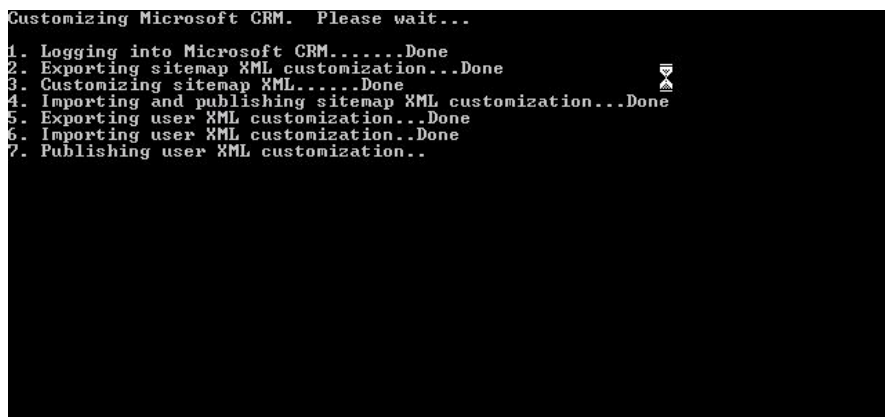 Customizing Microsoft CRM.  Please wait...
1. Logging into Microsoft CRM.......Done
2. Exporting sitemap XML customization...Done
3. Customizing sitemap XML......Done
4. Importing and publishing sitemap XML customization...Done
5. Exporting user XML customization...Done
6. Importing user XML customization..Done
7. Publishing user XML customization..